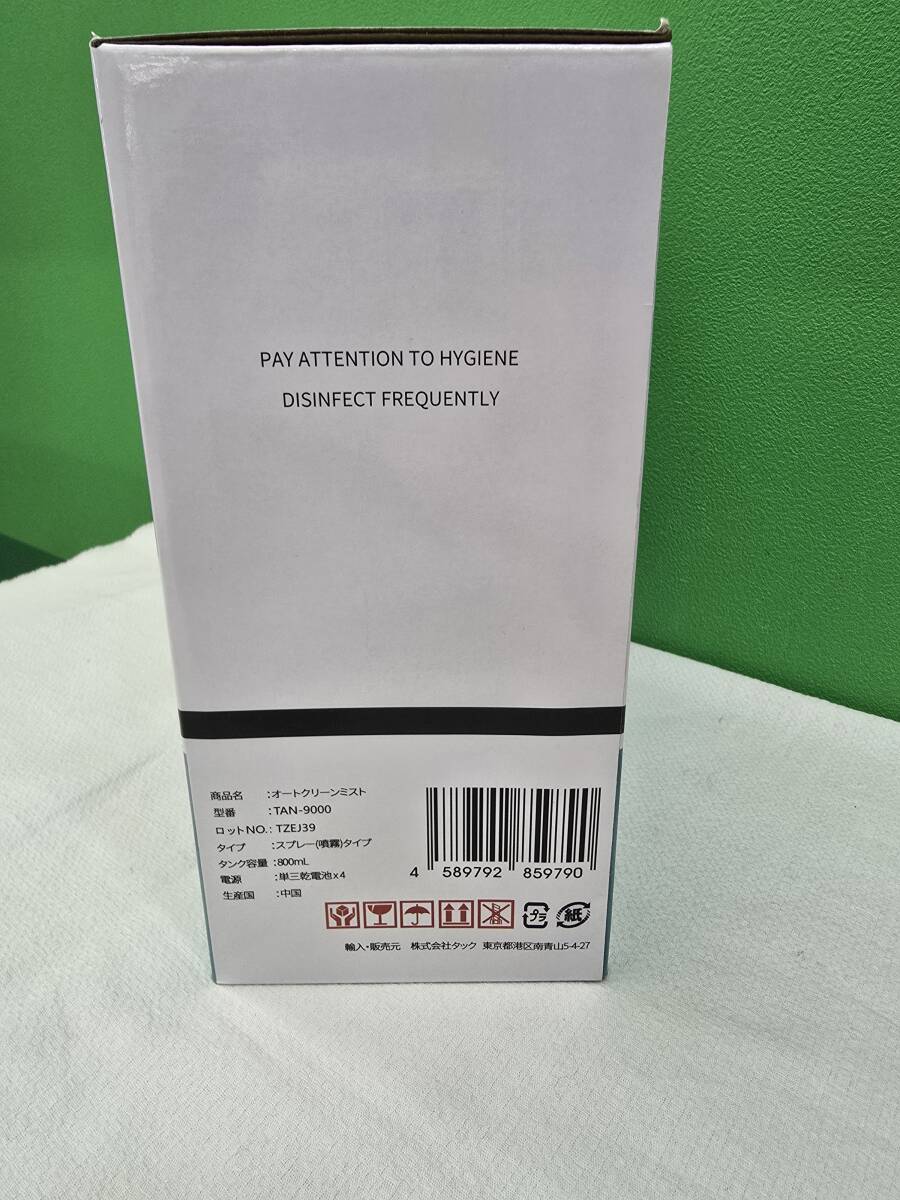 PAY ATTENTION TO HYGIENE
DISINFECT FREQUENTLY
商品名 :オートクリーンミスト
型番 :TAN-9000
ロットNO.: TZEJ39
タイプ :スプレー(噴霧)タイプ
タンク容量 :800mL
電源 :単三乾電池x4
生産国 :中国
4 589792 859790
プラ 紙
輸入・販売元 株式会社タック 東京都港区南青山5-4-27